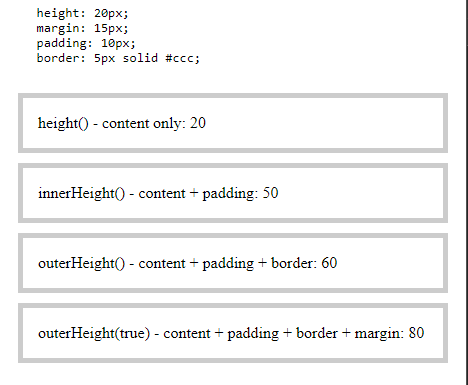 height: 20px;
margin: 15px;
padding: 10px;
border: 5px solid #ccc;
height() - content only: 20
innerHeight() - content + padding: 50
outerHeight() - content + padding + border: 60
outerHeight(true) - content + padding + border + margin: 80